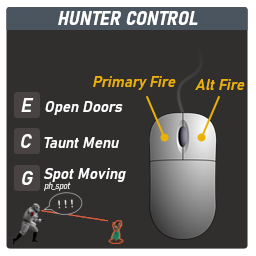 HUNTER CONTROL
Primary Fire
Alt Fire
E Open Doors
C Taunt Menu
G Spot Moving
ph_spot
!!!